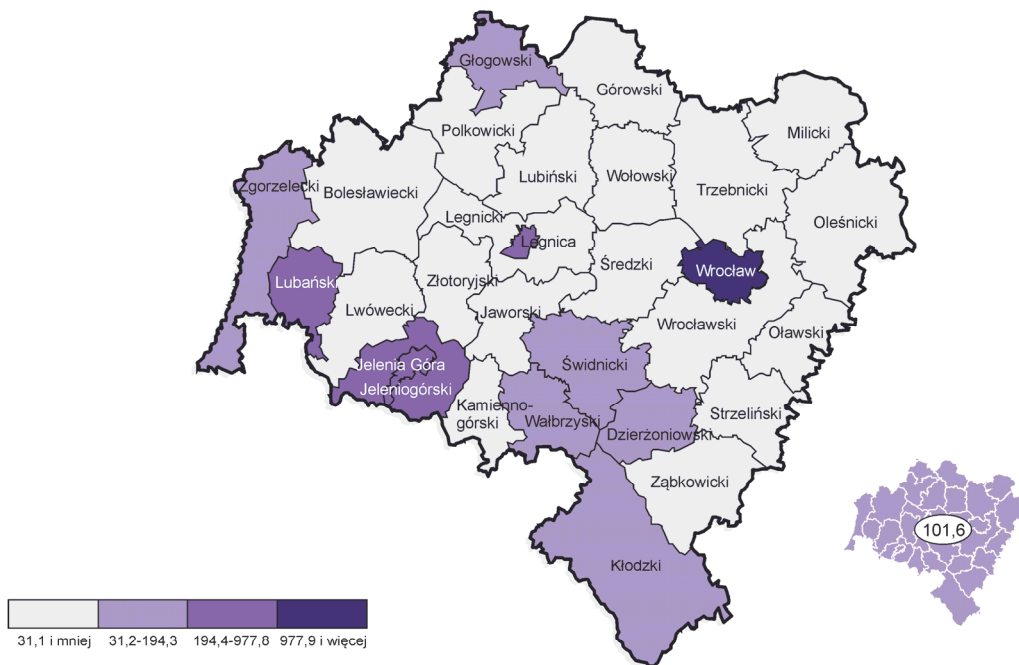 Głogowski
Górowski
Polkowicki
Milicki
Lubiński
Wołowski
Trzebnicki
Zgorzelecki
Bolesławiecki
Legnicki
Oleśnicki
Legnica
Średzki
Wrocław
Lubański
Złotoryjski
Lwówecki
Jaworski
Wrocławski
Oławski
Jelenia Góra
Świdnicki
Jeleniogórski
Kamienno-
górski
Wałbrzyski
Dzierżoniowski
Strzeliński
Ząbkowicki
101,6
Kłodzki
31,1 i mniej
31,2-194,3
194,4-977,8
977,9 i więcej